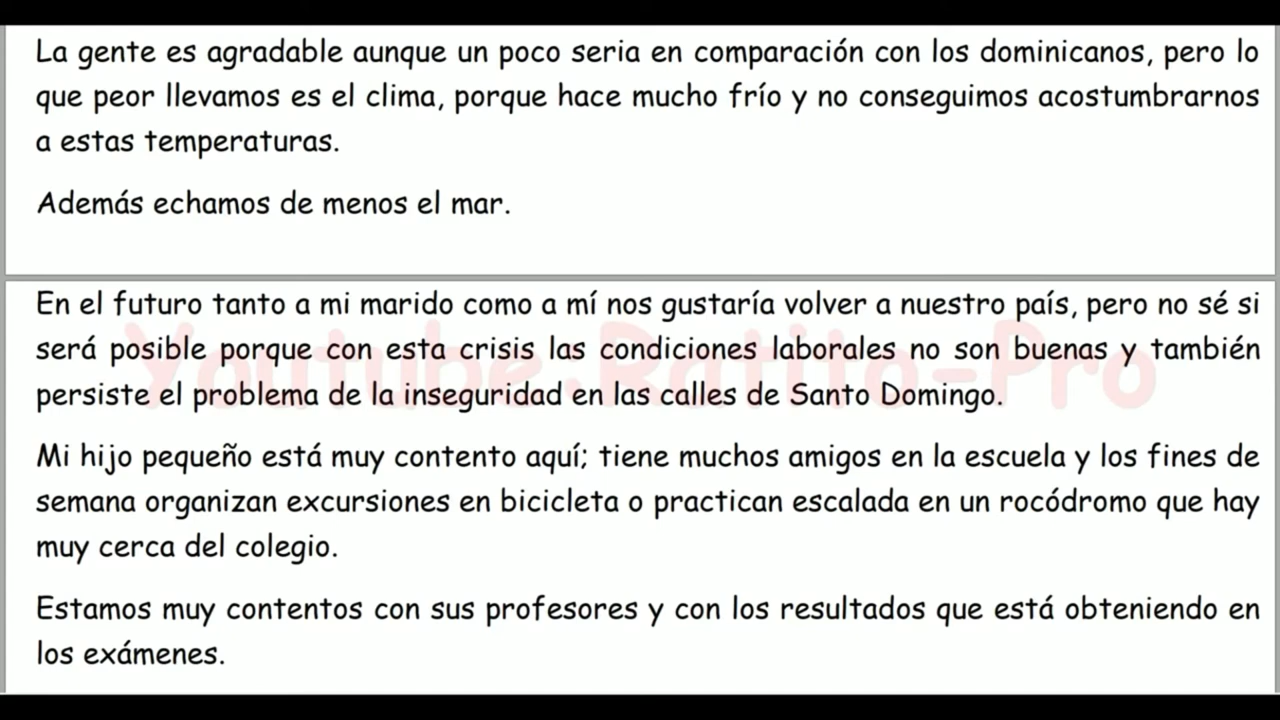 La gente es agradable aunque un poco seria en comparación con los dominicanos, pero lo
que peor llevamos es el clima, porque hace mucho frío y no conseguimos acostumbrarnos
a estas temperaturas.
Además echamos de menos el mar.
En el futuro tanto a mi marido como a mí nos gustaría volver a nuestro país, pero no sé si
será posible porque con esta crisis las condiciones laborales no son buenas y también
persiste el problema de la inseguridad en las calles de Santo Domingo.
Youtube:Ratito-Pro
Mi hijo pequeño está muy contento aquí; tiene muchos amigos en la escuela y los fines de
semana organizan excursiones en bicicleta o practican escalada en un rocódromo que hay
muy cerca del colegio.
Estamos muy contentos con sus profesores y con los resultados que está obteniendo en
los exámenes.